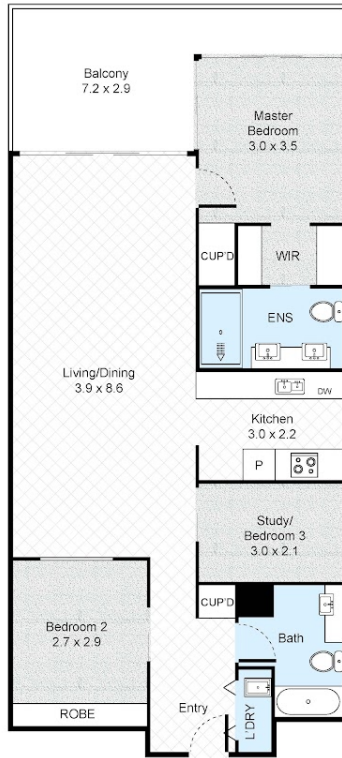 Balcony
7.2 x 2.9
Master
Bedroom
3.0 x 3.5
CUP'D
WIR
ENS
Living/Dining
3.9 x 8.6
DW
Kitchen
3.0 x 2.2
P
Study/
Bedroom 3
3.0 x 2.1
CUP'D
Bedroom 2
2.7 x 2.9
Bath
ROBE
Entry
L'DRY